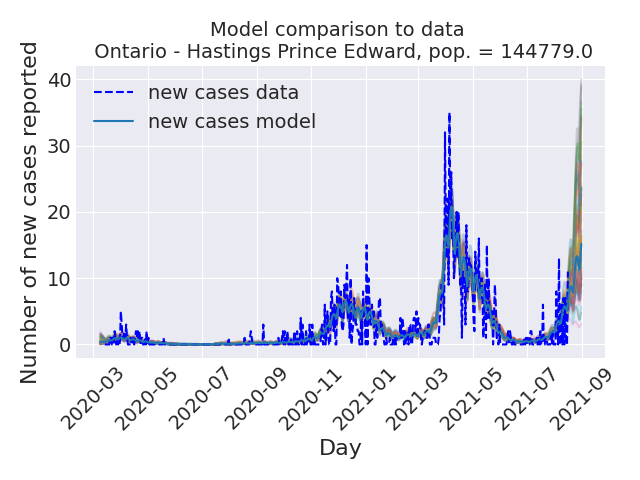 Model comparison to data
Ontario - Hastings Prince Edward, pop. = 144779.0
Number of new cases reported
40
30
20
10
0
new cases data
new cases model
2020-03
2020-05
2020-07
2020-09
2020-11
2021-01
2021-03
2021-05
2021-07
2021-09
Day